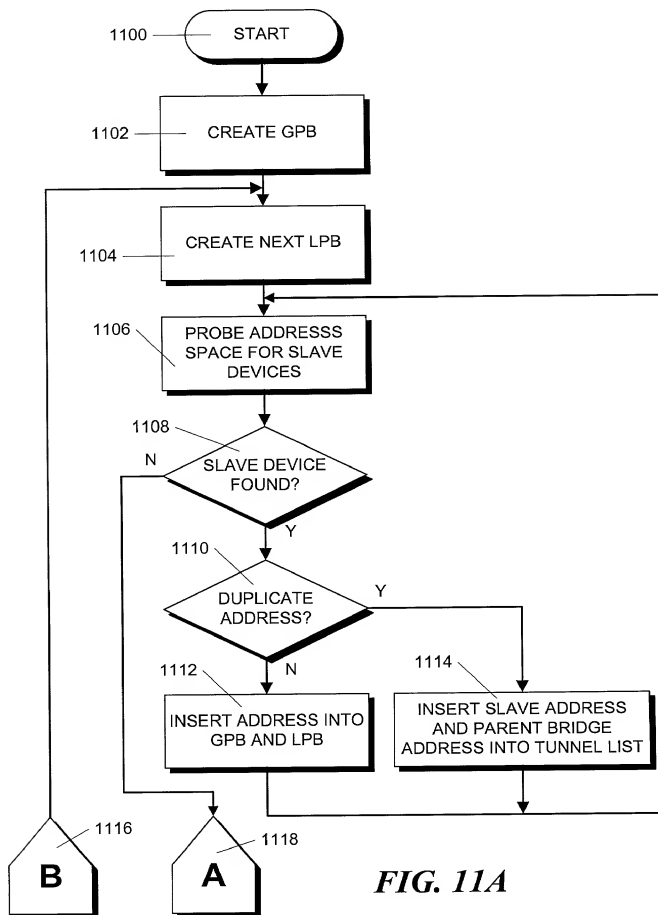 1100
START
1102
CREATE GPB
1104
CREATE NEXT LPB
1106
PROBE ADDRESSS
SPACE FOR SLAVE
DEVICES
1108
N
SLAVE DEVICE
FOUND?
Y
1110
DUPLICATE
ADDRESS?
Y
N
1112
INSERT ADDRESS INTO
GPB AND LPB
1114
INSERT SLAVE ADDRESS
AND PARENT BRIDGE
ADDRESS INTO TUNNEL LIST
1116
B
1118
A
FIG. 11A